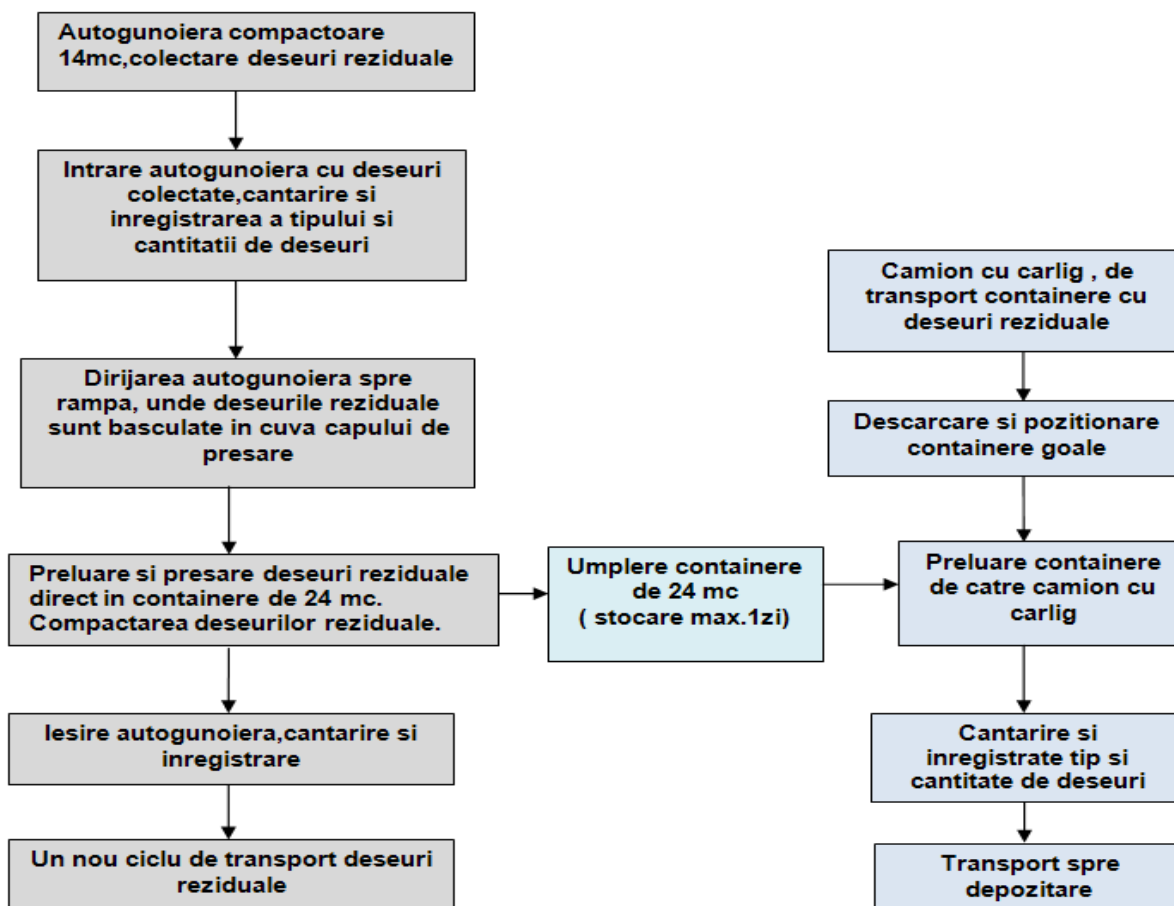 Autogunoiera compactoare
14mc,colectare deseuri reziduale
Intrare autogunoiera cu deseuri
colectate,cantarire si
inregistrarea a tipului si
cantitatii de deseuri
Dirijarea autogunoiera spre
rampa, unde deseurile reziduale
sunt basculate in cuva capului de
presare
Preluare si presare deseuri reziduale
direct in containere de 24 mc.
Compactarea deseurilor reziduale.
Iesire autogunoiera,cantarire si
inregistrare
Un nou ciclu de transport deseuri
reziduale
Umplere containere
de 24 mc
( stocare max.1zi)
Camion cu carlig , de
transport containere cu
deseuri reziduale
Descarcare si pozitionare
containere goale
Preluare containere
de catre camion cu
carlig
Cantarire si
inregistrate tip si
cantitate de deseuri
Transport spre
depozitare